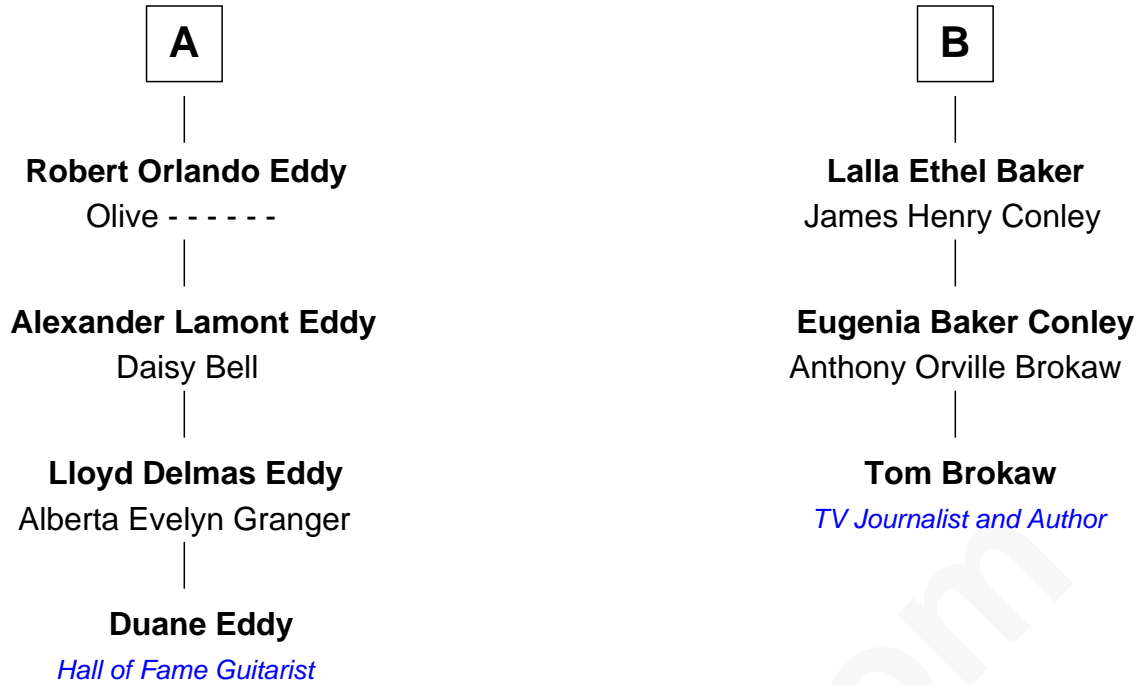 A
Robert Orlando Eddy
Olive - - - - - -
Alexander Lamont Eddy
Daisy Bell
Lloyd Delmas Eddy
Alberta Evelyn Granger
Duane Eddy
Hall of Fame Guitarist
B
Lalla Ethel Baker
James Henry Conley
Eugenia Baker Conley
Anthony Orville Brokaw
Tom Brokaw
TV Journalist and Author
om